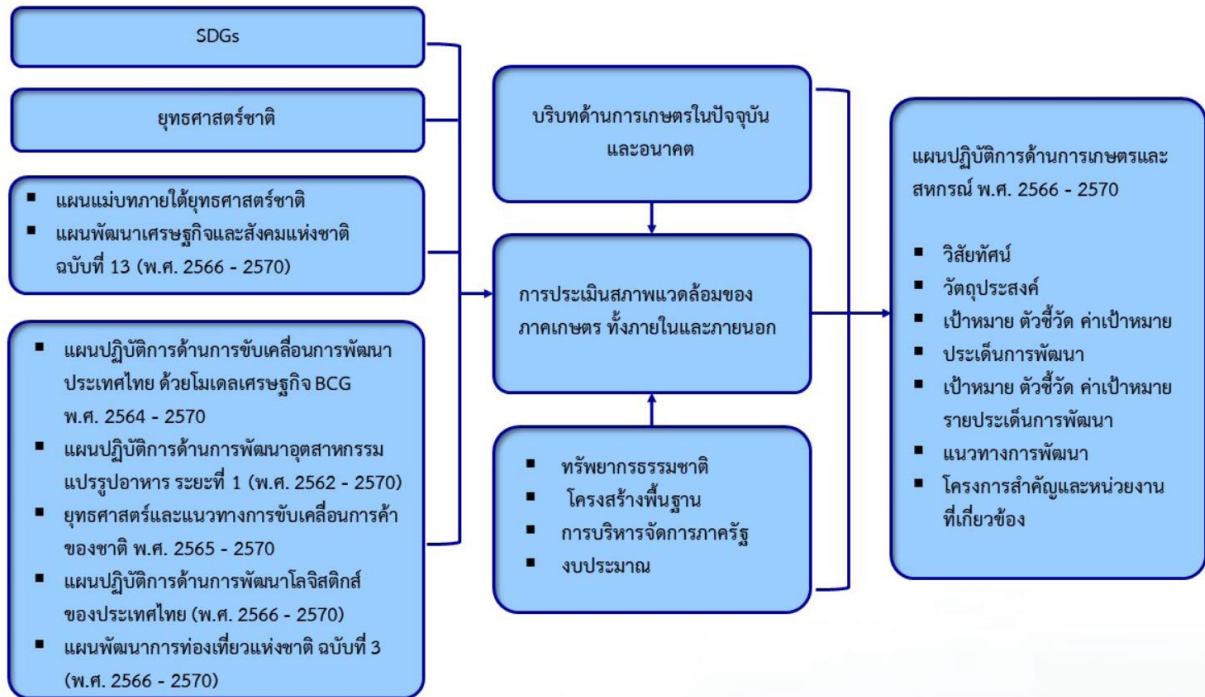 SDGs
ยุทธศาสตร์ชาติ
▪ แผนแม่บทภายใต้ยุทธศาสตร์ชาติ
▪ แผนพัฒนาเศรษฐกิจและสังคมแห่งชาติ
ฉบับที่ 13 (พ.ศ. 2566 - 2570)
▪ แผนปฏิบัติการด้านการขับเคลื่อนการพัฒนา
ประเทศไทย ด้วยโมเดลเศรษฐกิจ BCG
พ.ศ. 2564 - 2570
▪ แผนปฏิบัติการด้านการพัฒนาอุตสาหกรรม
แปรรูปอาหาร ระยะที่ 1 (พ.ศ. 2562 - 2570)
▪ ยุทธศาสตร์และแนวทางการขับเคลื่อนการค้า
ของชาติ พ.ศ. 2565 - 2570
▪ แผนปฏิบัติการด้านการพัฒนาโลจิสติกส์
ของประเทศไทย (พ.ศ. 2566 - 2570)
▪ แผนพัฒนาการท่องเที่ยวแห่งชาติ ฉบับที่ 3
(พ.ศ. 2566 - 2570)
บริบทด้านการเกษตรในปัจจุบัน
และอนาคต
การประเมินสภาพแวดล้อมของ
ภาคเกษตร ทั้งภายในและภายนอก
▪ ทรัพยากรธรรมชาติ
▪ โครงสร้างพื้นฐาน
▪ การบริหารจัดการภาครัฐ
▪ งบประมาณ
แผนปฏิบัติการด้านการเกษตรและ
สหกรณ์ พ.ศ. 2566 - 2570
▪ วิสัยทัศน์
▪ วัตถุประสงค์
▪ เป้าหมาย ตัวชี้วัด ค่าเป้าหมาย
▪ ประเด็นการพัฒนา
▪ เป้าหมาย ตัวชี้วัด ค่าเป้าหมาย
รายประเด็นการพัฒนา
▪ แนวทางการพัฒนา
▪ โครงการสำคัญและหน่วยงาน
ที่เกี่ยวข้อง